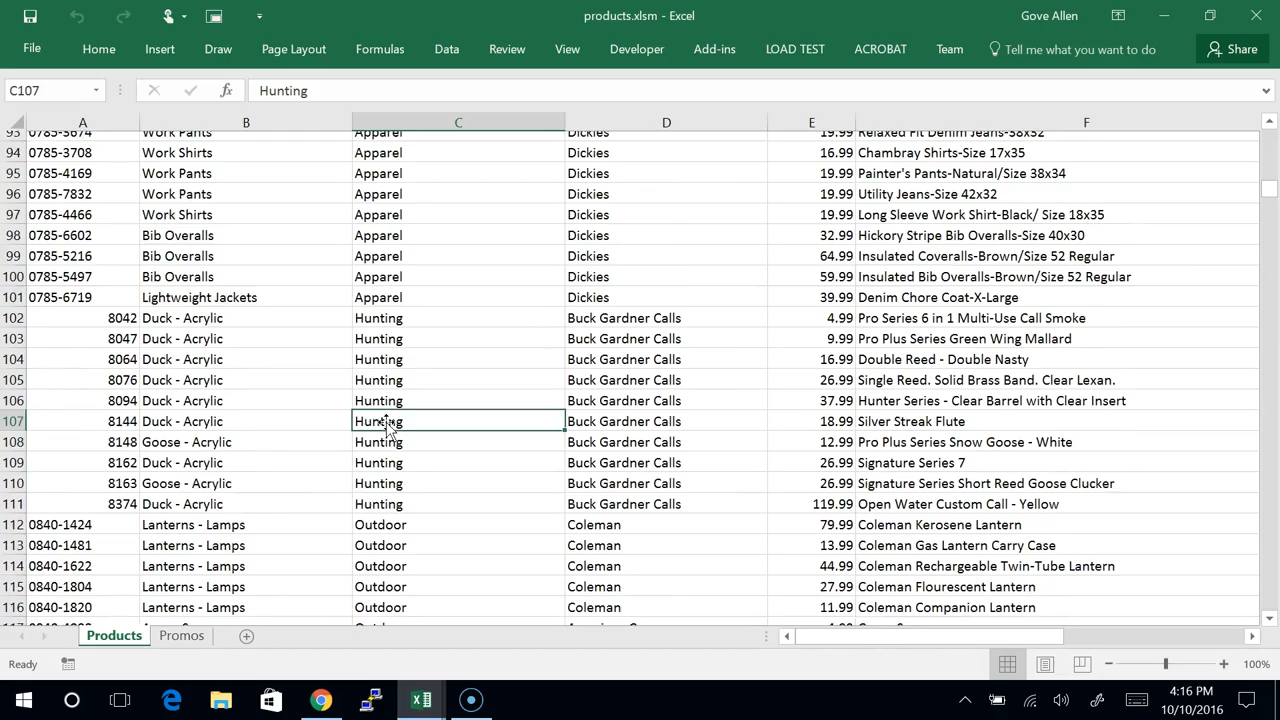 products.xlsm - Excel
Gove Allen
File Home Insert Draw Page Layout Formulas Data Review View Developer Add-ins LOAD TEST ACROBAT Team Tell me what you want to do Share
C107 fx Hunting
A B C D E F
93 0785-3674 Work Pants Apparel Dickies 19.99 Relaxed Fit Denim Jeans-38x32
94 0785-3708 Work Shirts Apparel Dickies 16.99 Chambray Shirts-Size 17x35
95 0785-4169 Work Pants Apparel Dickies 19.99 Painter's Pants-Natural/Size 38x34
96 0785-7832 Work Pants Apparel Dickies 19.99 Utility Jeans-Size 42x32
97 0785-4466 Work Shirts Apparel Dickies 19.99 Long Sleeve Work Shirt-Black/ Size 18x35
98 0785-6602 Bib Overalls Apparel Dickies 32.99 Hickory Stripe Bib Overalls-Size 40x30
99 0785-5216 Bib Overalls Apparel Dickies 64.99 Insulated Coveralls-Brown/Size 52 Regular
100 0785-5497 Bib Overalls Apparel Dickies 59.99 Insulated Bib Overalls-Brown/Size 52 Regular
101 0785-6719 Lightweight Jackets Apparel Dickies 39.99 Denim Chore Coat-X-Large
102 8042 Duck - Acrylic Hunting Buck Gardner Calls 4.99 Pro Series 6 in 1 Multi-Use Call Smoke
103 8047 Duck - Acrylic Hunting Buck Gardner Calls 9.99 Pro Plus Series Green Wing Mallard
104 8064 Duck - Acrylic Hunting Buck Gardner Calls 16.99 Double Reed - Double Nasty
105 8076 Duck - Acrylic Hunting Buck Gardner Calls 26.99 Single Reed. Solid Brass Band. Clear Lexan.
106 8094 Duck - Acrylic Hunting Buck Gardner Calls 37.99 Hunter Series - Clear Barrel with Clear Insert
107 8144 Duck - Acrylic Hunting Buck Gardner Calls 18.99 Silver Streak Flute
108 8148 Goose - Acrylic Hunting Buck Gardner Calls 12.99 Pro Plus Series Snow Goose - White
109 8162 Duck - Acrylic Hunting Buck Gardner Calls 26.99 Signature Series 7
110 8163 Goose - Acrylic Hunting Buck Gardner Calls 26.99 Signature Series Short Reed Goose Clucker
111 8374 Duck - Acrylic Hunting Buck Gardner Calls 119.99 Open Water Custom Call - Yellow
112 0840-1424 Lanterns - Lamps Outdoor Coleman 79.99 Coleman Kerosene Lantern
113 0840-1481 Lanterns - Lamps Outdoor Coleman 13.99 Coleman Gas Lantern Carry Case
114 0840-1622 Lanterns - Lamps Outdoor Coleman 44.99 Coleman Rechargeable Twin-Tube Lantern
115 0840-1804 Lanterns - Lamps Outdoor Coleman 27.99 Coleman Flourescent Lantern
116 0840-1820 Lanterns - Lamps Outdoor Coleman 11.99 Coleman Companion Lantern
Products Promos
Ready 100%
4:16 PM
10/10/2016